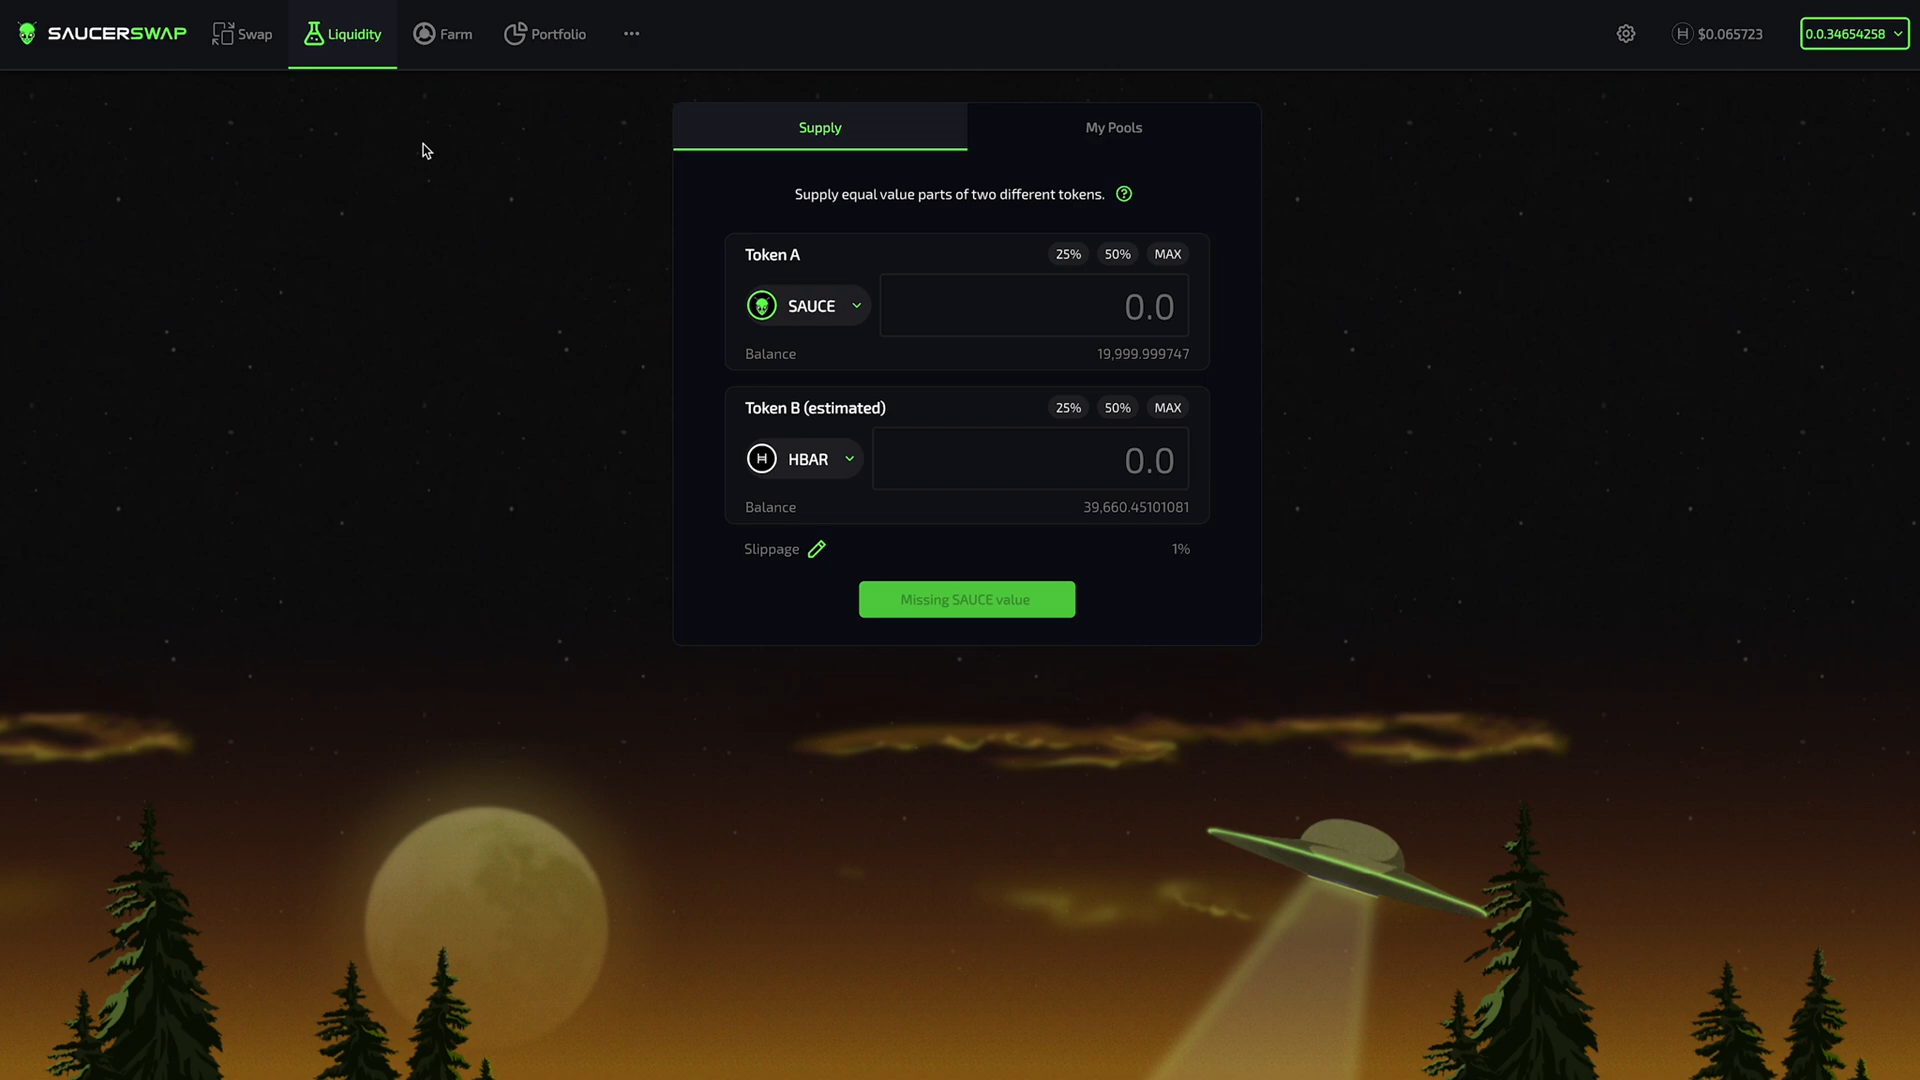 SAUCERSWAP
Swap
Liquidity
Farm
Portfolio
$0.065723
0.0.34654258
Supply
My Pools
Supply equal value parts of two different tokens.
Token A
25%
50%
MAX
SAUCE
0.0
Balance
19,999.999747
Token B (estimated)
25%
50%
MAX
HBAR
0.0
Balance
39,660.45101081
Slippage
1%
Missing SAUCE value